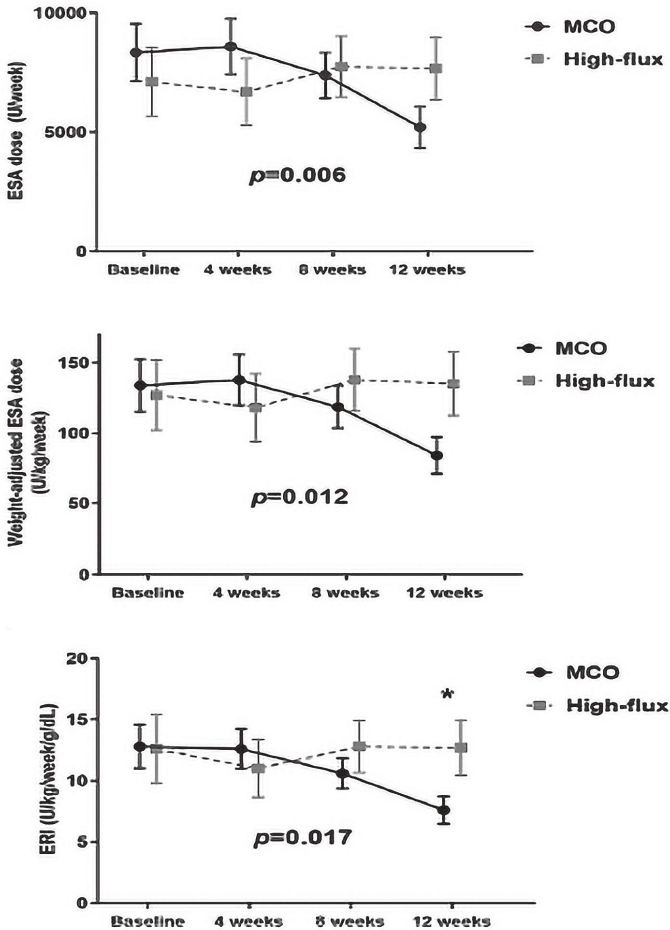 10000
5000
0
ESA dose (U/week)
MCO
High-flux
p=0.006
Baseline 4 weeks 8 weeks 12 weeks
150
100
50
0
Weight-adjusted ESA dose
(U/kg/week)
MCO
High-flux
p=0.012
Baseline 4 weeks 8 weeks 12 weeks
20
15
10
5
0
ERI (U/kg/week/g/dL)
MCO
High-flux
*
p=0.017
Baseline 4 weeks 8 weeks 12 weeks